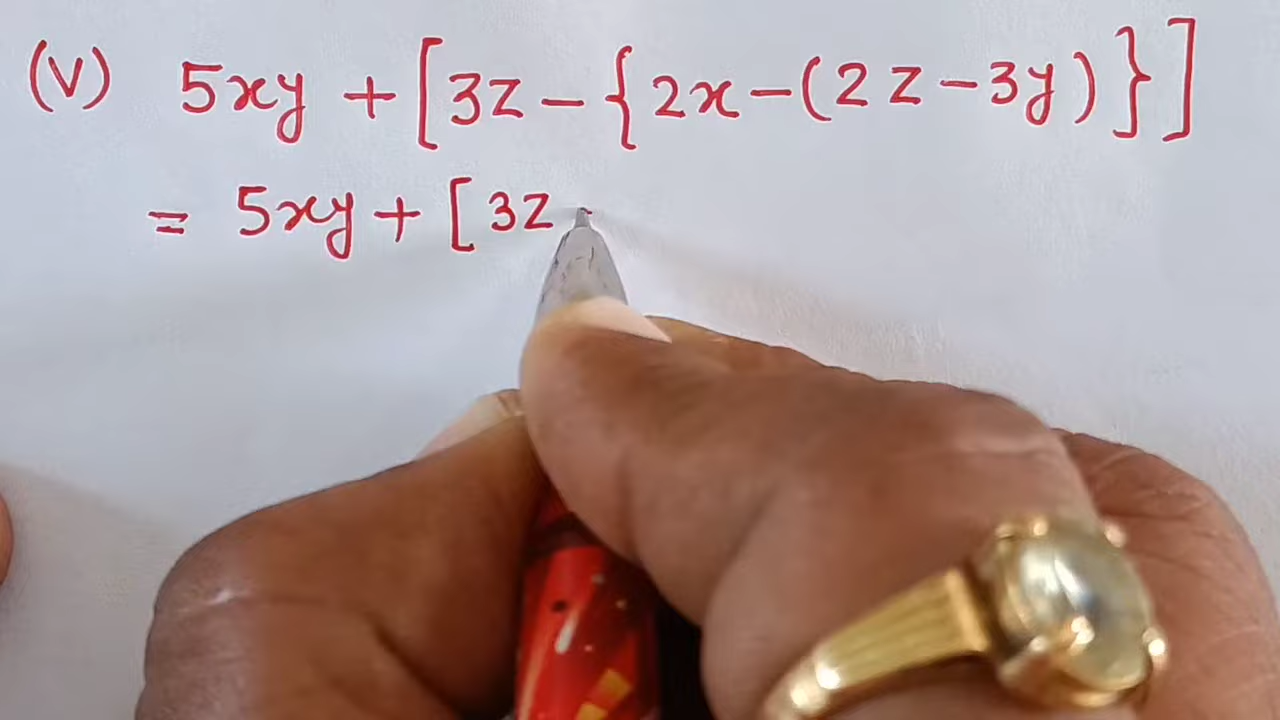 (v) 5xy + [3z - {2x - (2z - 3y)}]
= 5xy + [3z -